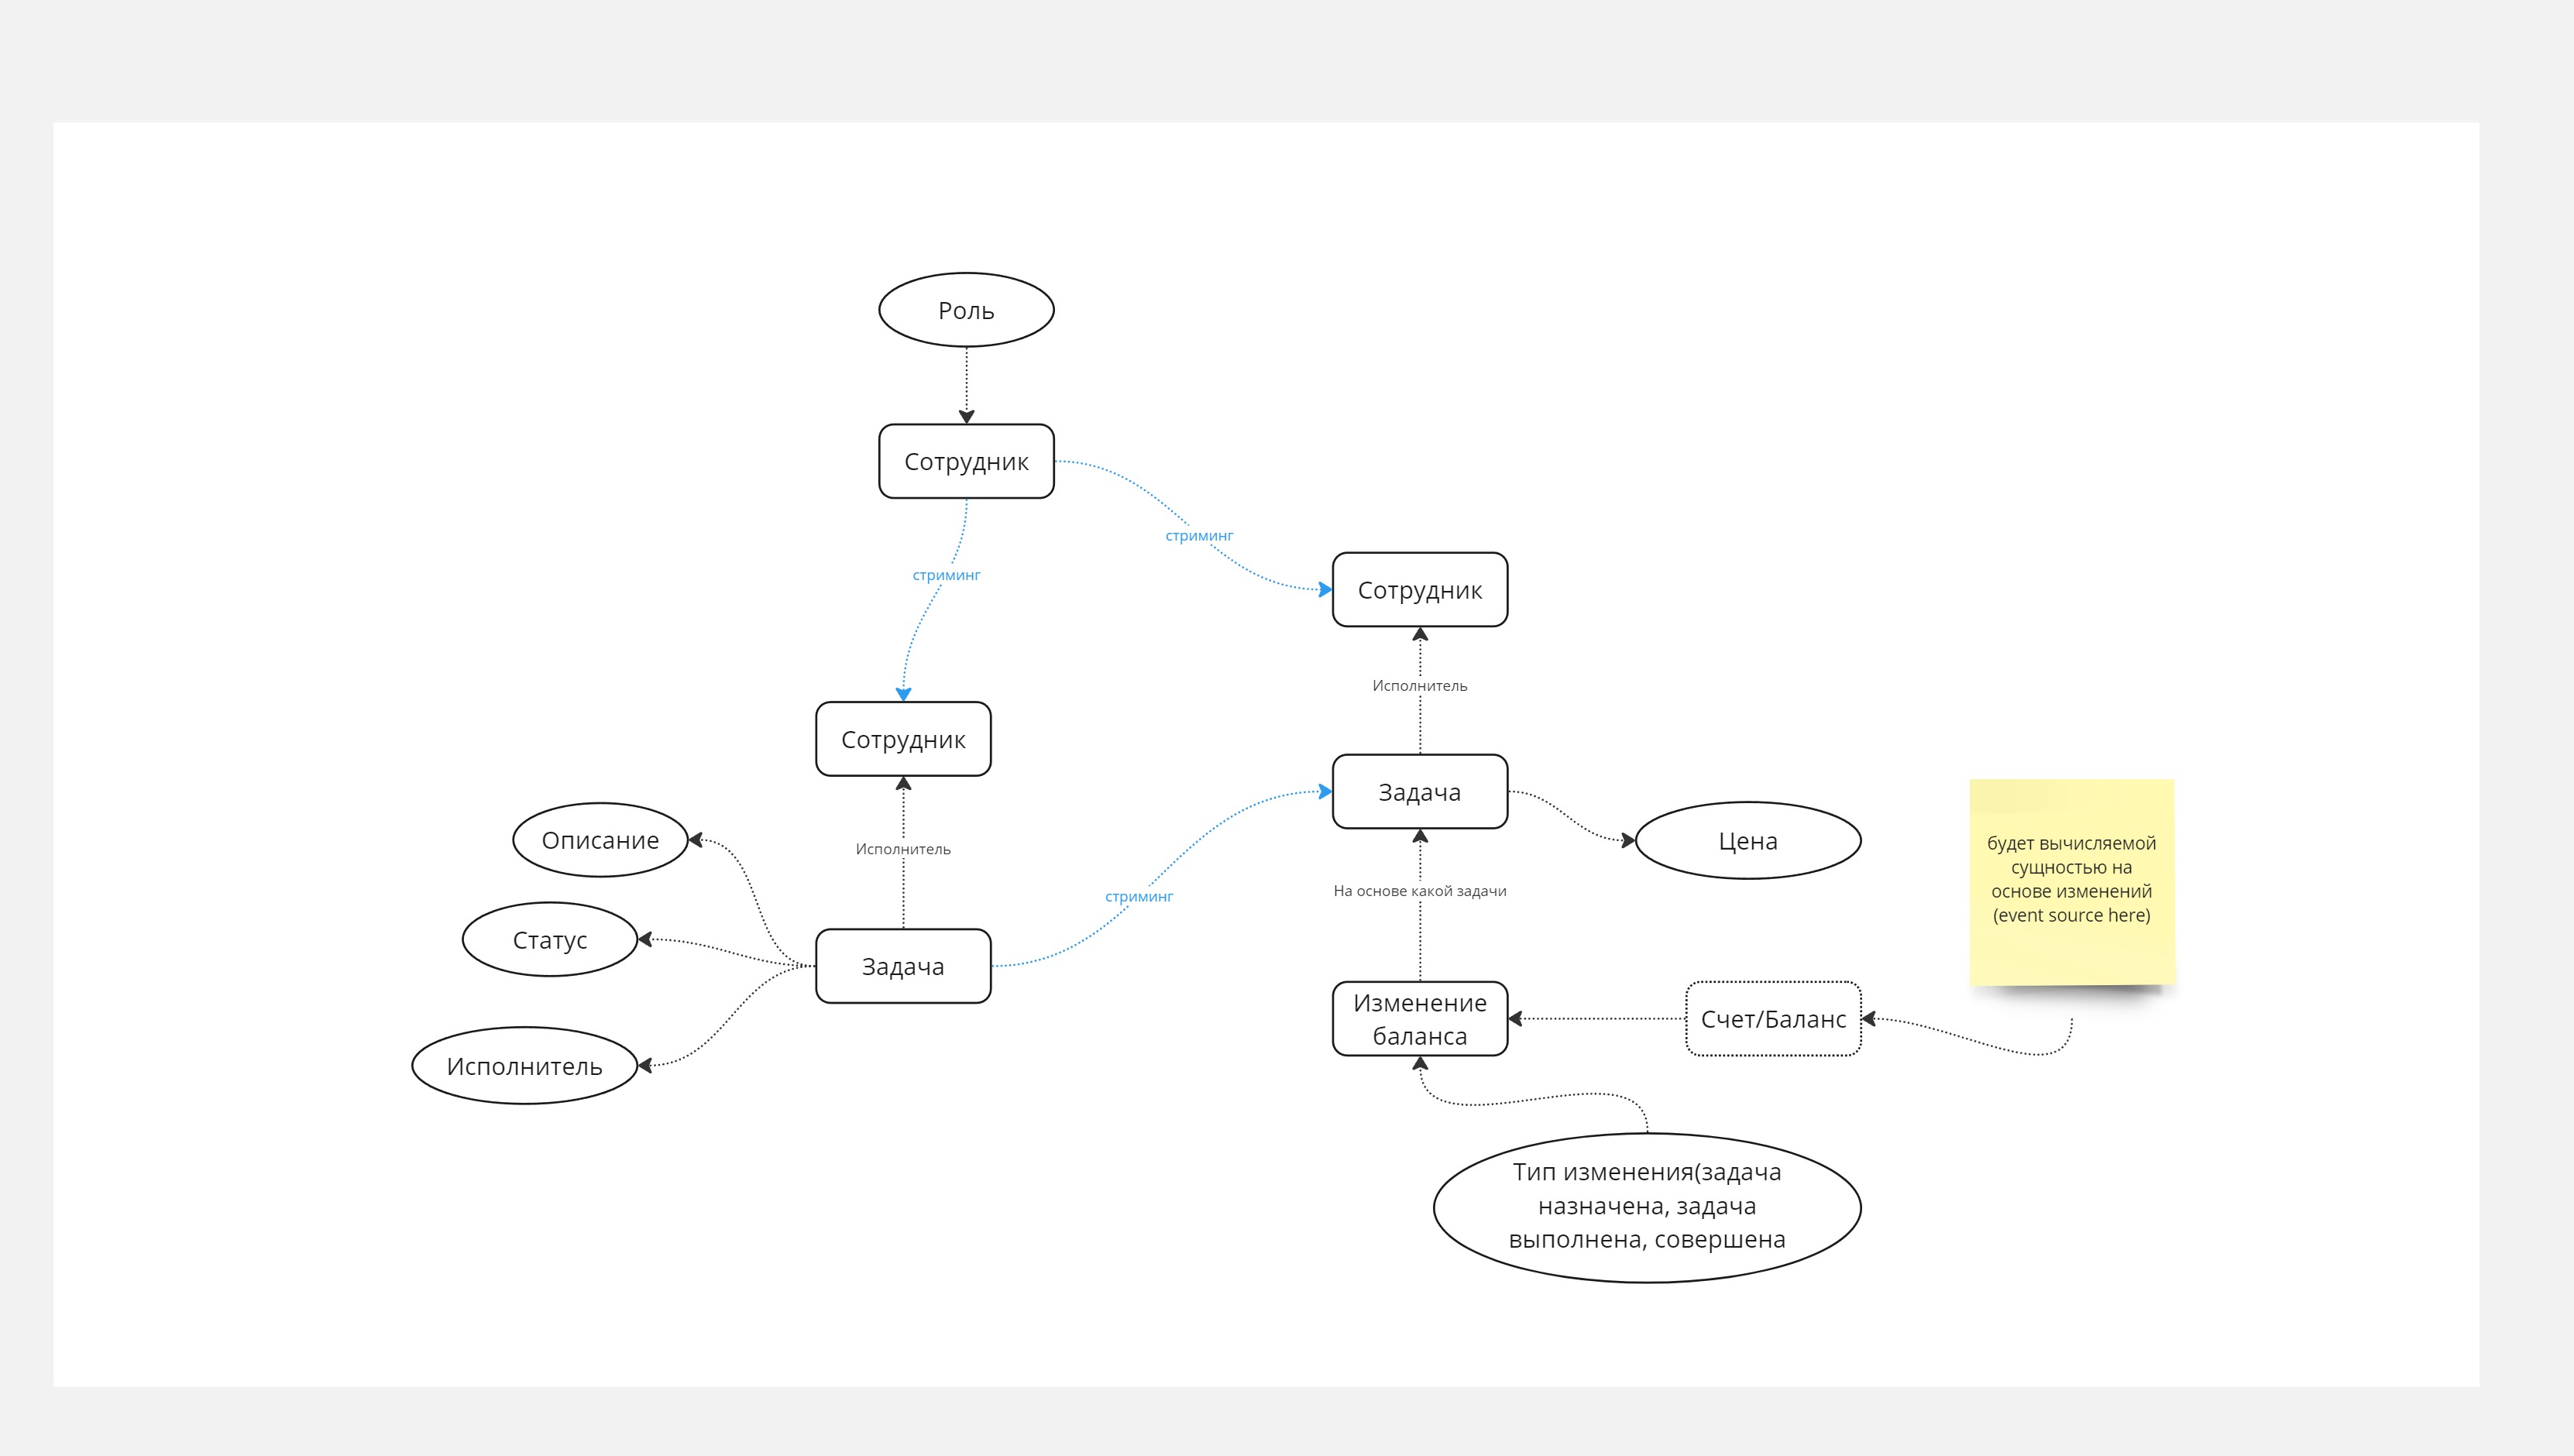 Роль
Сотрудник
стриминг
стриминг
Сотрудник
Исполнитель
Сотрудник
Задача
Описание
Исполнитель
Цена
будет вычисляемой
сущностью на
основе изменений
(event source here)
На основе какой задачи
стриминг
Статус
Задача
Изменение
баланса
Счет/Баланс
Исполнитель
Тип изменения(задача
назначена, задача
выполнена, совершена